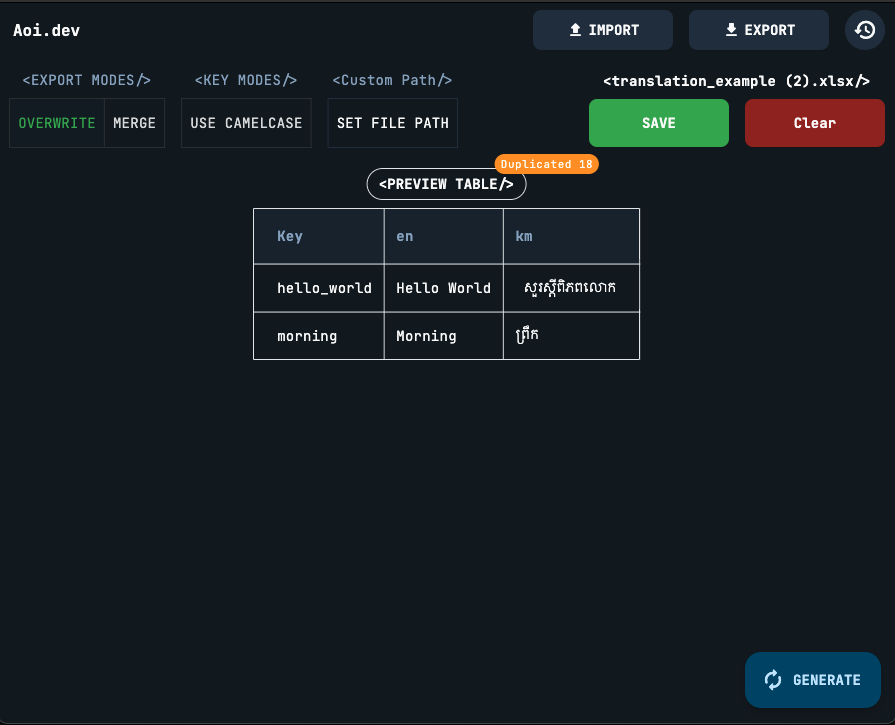 Aoi.dev
IMPORT
EXPORT
<EXPORT MODES/>
<KEY MODES/>
<Custom Path/>
<translation_example (2).xlsx/>
OVERWRITE
MERGE
USE CAMELCASE
SET FILE PATH
SAVE
Clear
Duplicated 18
<PREVIEW TABLE/>
Key en km
hello_world Hello World សួរស្ដីពិភពលោក
morning Morning ព្រឹក
GENERATE